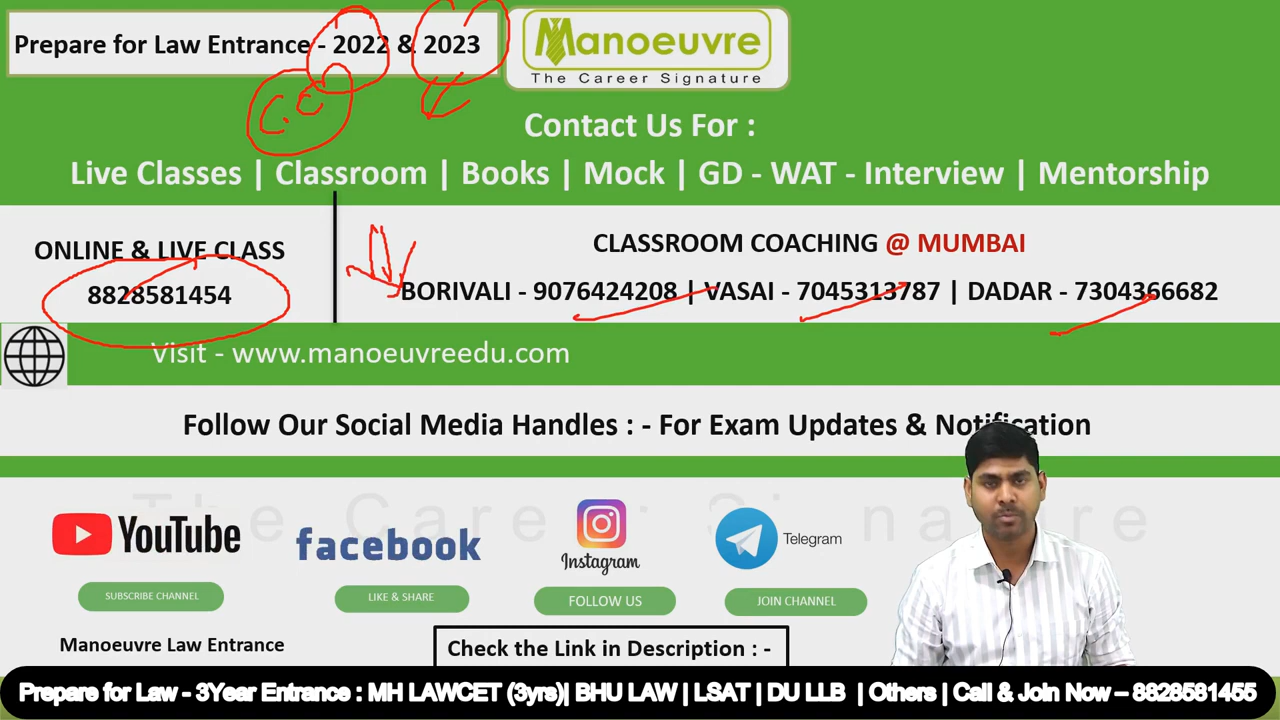 Prepare for Law Entrance - 2022 & 2023
Manoeuvre
The Career Signature
C.C
Contact Us For :
Live Classes | Classroom | Books | Mock | GD - WAT - Interview | Mentorship
ONLINE & LIVE CLASS
8828581454
CLASSROOM COACHING @ MUMBAI
BORIVALI - 9076424208 | VASAI - 7045313787 | DADAR - 7304366682
Visit - www.manoeuvreedu.com
Follow Our Social Media Handles : - For Exam Updates & Notification
The Career Signature
YouTube
facebook
Instagram
Telegram
SUBSCRIBE CHANNEL
LIKE & SHARE
FOLLOW US
JOIN CHANNEL
Manoeuvre Law Entrance
Check the Link in Description : -
Prepare for Law - 3Year Entrance : MH LAWCET (3yrs)| BHU LAW | LSAT | DU LLB | Others | Call & Join Now – 8828581455